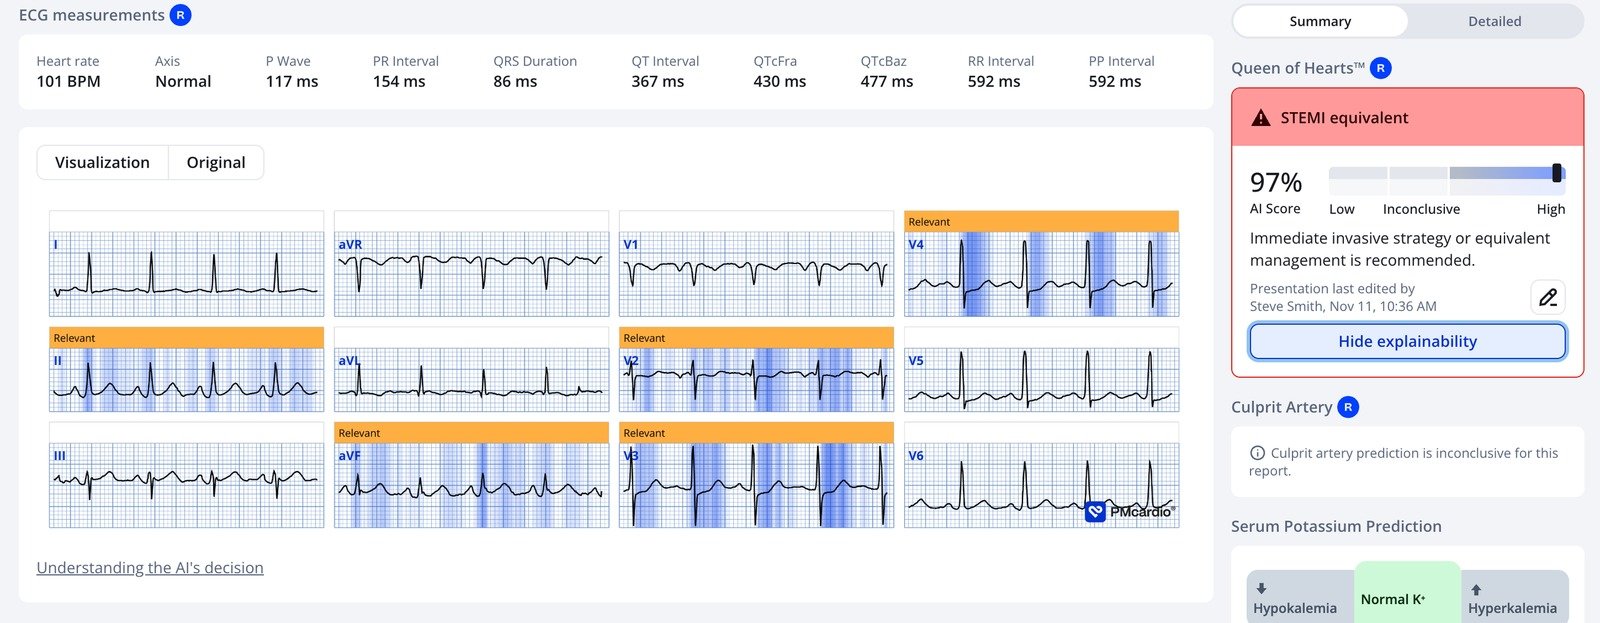 ECG measurements R
Heart rate Axis P Wave PR Interval QRS Duration QT Interval QTcFra QTcBaz RR Interval PP Interval
101 BPM Normal 117 ms 154 ms 86 ms 367 ms 430 ms 477 ms 592 ms 592 ms
Visualization Original
Relevant
I aVR V1 V4
Relevant Relevant
II aVL V2 V5
Relevant Relevant
III aVF V3 V6
PMcardio®
Understanding the AI's decision
Summary Detailed
Queen of Hearts™ R
STEMI equivalent
97%
AI Score Low Inconclusive High
Immediate invasive strategy or equivalent
management is recommended.
Presentation last edited by
Steve Smith, Nov 11, 10:36 AM
Hide explainability
Culprit Artery R
Culprit artery prediction is inconclusive for this
report.
Serum Potassium Prediction
Hypokalemia Normal K⁺ Hyperkalemia